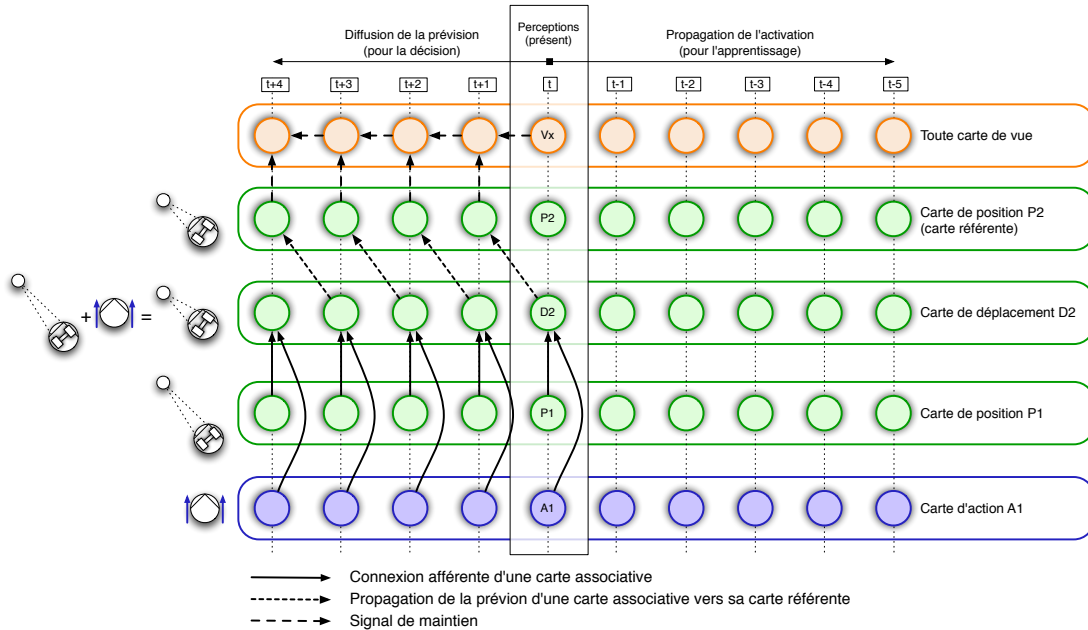 Diffusion de la prévision
(pour la décision)
Perceptions
(présent)
Propagation de l'activation
(pour l'apprentissage)
t+4
t+3
t+2
t+1
t
t-1
t-2
t-3
t-4
t-5
Vx
Toute carte de vue
P2
Carte de position P2
(carte référente)
+
=
D2
Carte de déplacement D2
P1
Carte de position P1
A1
Carte d'action A1
Connexion afférente d'une carte associative
Propagation de la prévion d'une carte associative vers sa carte référente
Signal de maintien